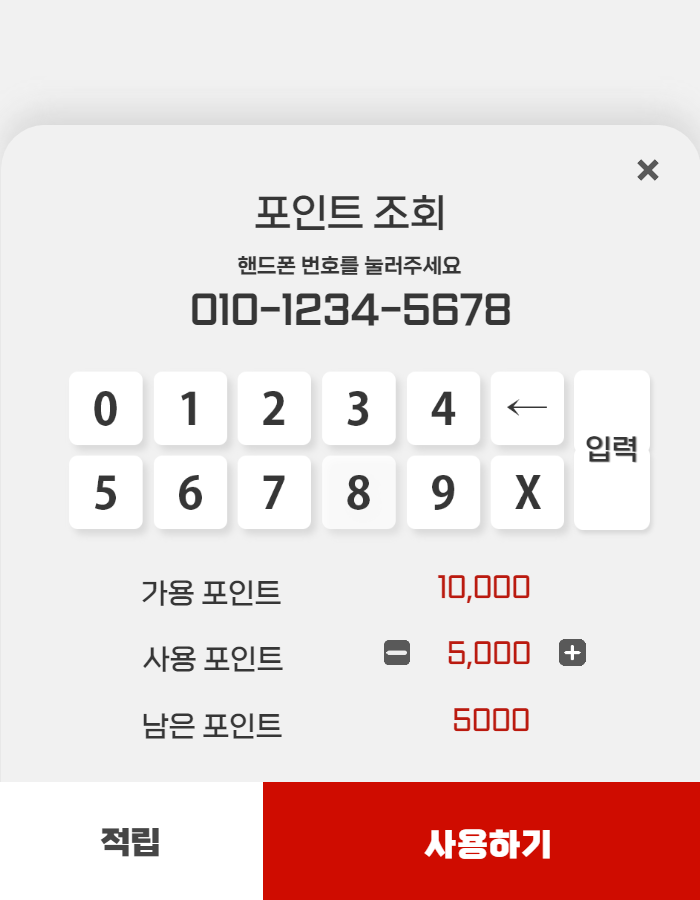 포인트 조회
핸드폰 번호를 눌러주세요
010-1234-5678
0 1 2 3 4 ←
입력
5 6 7 8 9 X
가용 포인트 10,000
사용 포인트 5,000
남은 포인트 5000
적립 사용하기